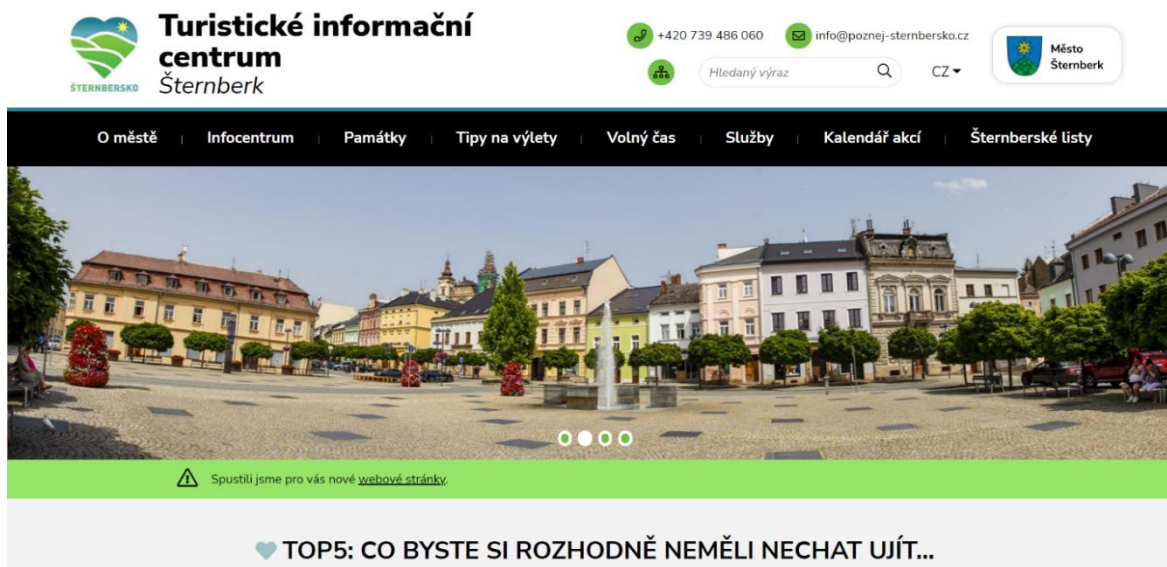 Turistické informační
centrum
Šternberk
ŠTERNBERSKO
+420 739 486 060
info@poznej-sternbersko.cz
Hledaný výraz
CZ
Město
Šternberk
O městě
Infocentrum
Památky
Tipy na výlety
Volný čas
Služby
Kalendář akcí
Šternberské listy
Spustili jsme pro vás nové webové stránky.
TOP5: CO BYSTE SI ROZHODNĚ NEMĚLI NECHAT UJÍT...